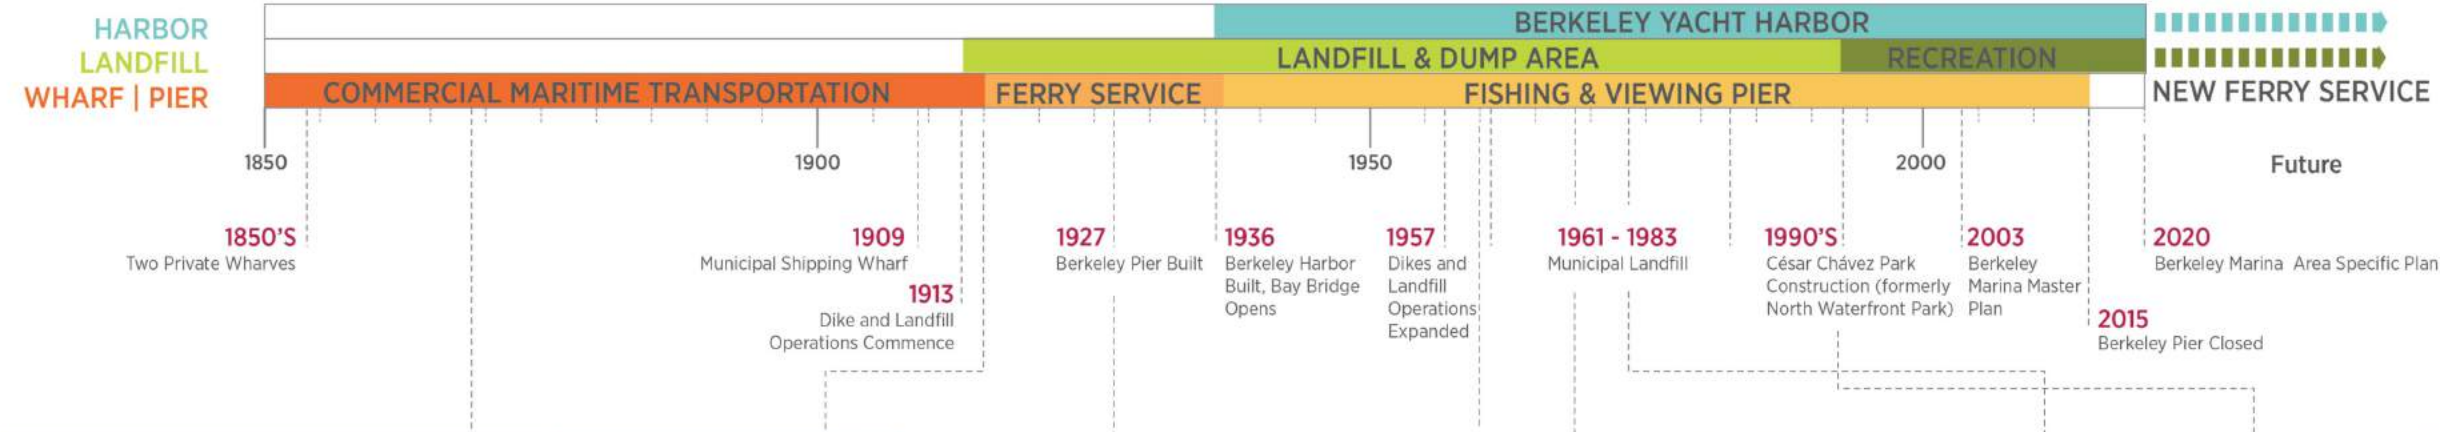 HARBOR
BERKELEY YACHT HARBOR
LANDFILL
LANDFILL & DUMP AREA
RECREATION
WHARF | PIER
COMMERCIAL MARITIME TRANSPORTATION
FERRY SERVICE
FISHING & VIEWING PIER
NEW FERRY SERVICE
1850
1900
1950
2000
Future
1850'S
Two Private Wharves
1909
Municipal Shipping Wharf
1913
Dike and Landfill
Operations Commence
1927
Berkeley Pier Built
1936
Berkeley Harbor
Built, Bay Bridge
Opens
1957
Dikes and
Landfill
Operations
Expanded
1961 - 1983
Municipal Landfill
1990'S
César Chávez Park
Construction (formerly
North Waterfront Park)
2003
Berkeley
Marina Master
Plan
2015
Berkeley Pier Closed
2020
Berkeley Marina Area Specific Plan